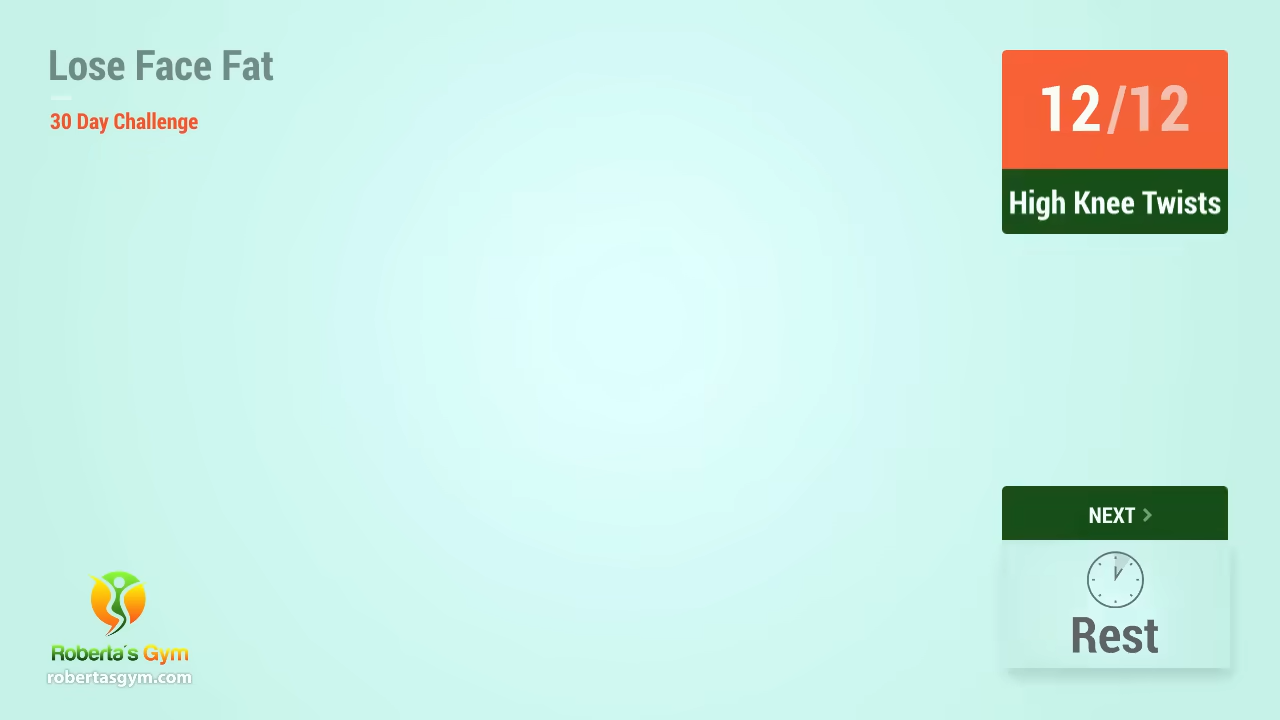 Lose Face Fat
30 Day Challenge
12/12
High Knee Twists
NEXT >
Rest
Roberta´s Gym
robertasgym.com